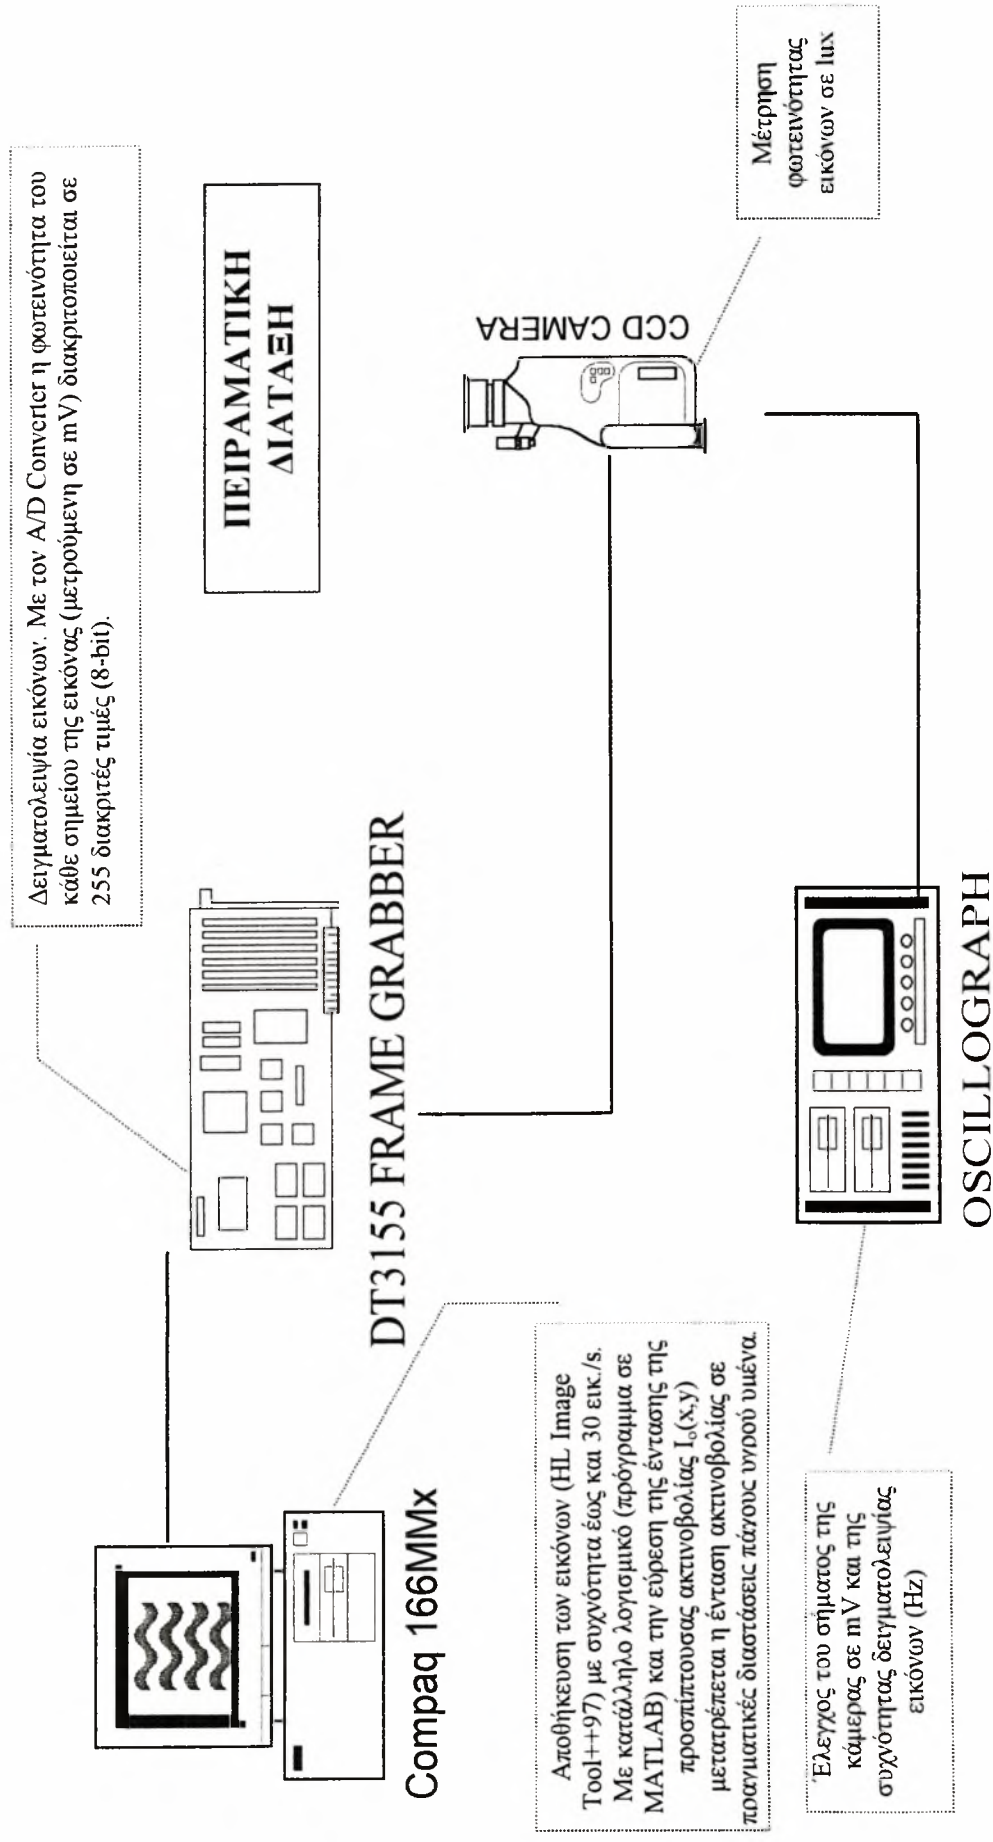 Δειγματολειψία εικόνων. Με τον A/D Converter η φωτεινότητα του
κάθε σημείου της εικόνας (μετρούμενη σε mV) διακριτοποιείται σε
255 διακριτές τιμές (8-bit).
ΠΕΙΡΑΜΑΤΙΚΗ
ΔΙΑΤΑΞΗ
DT3155 FRAME GRABBER
Compaq 166MMx
CCD CAMERA
Μέτρηση
φωτεινότητας
εικόνων σε lux
Αποθήκευση των εικόνων (HL Image
Tool++97) με συχνότητα έως και 30 εικ./s.
Με κατάλληλο λογισμικό (πρόγραμμα σε
MATLAB) και την εύρεση της έντασης της
προσπίπτουσας ακτινοβολίας Iₒ(x,y)
μετατρέπεται η ένταση ακτινοβολίας σε
πραγματικές διαστάσεις πάχους υγρού υμένα.
Έλεγχος του σήματος της
κάμερας σε mV και της
συχνότητας δειγματολειψίας
εικόνων (Hz)
OSCILLOGRAPH